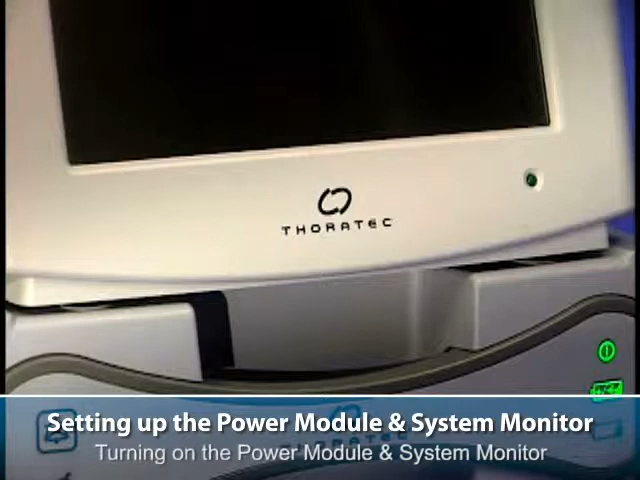 THORATEC
Setting up the Power Module & System Monitor
Turning on the Power Module & System Monitor